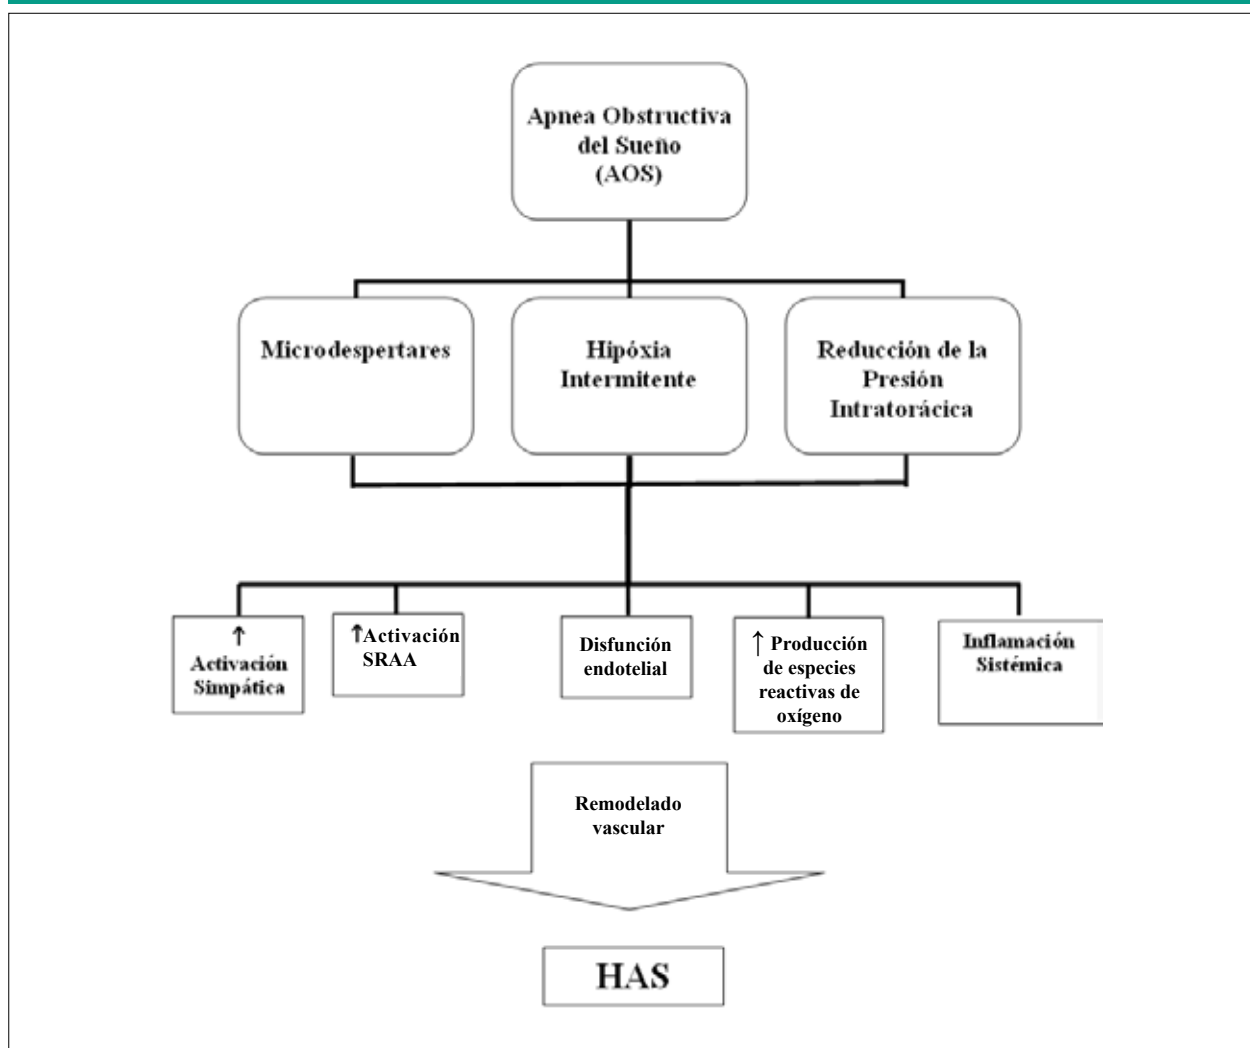 Apnea Obstructiva
del Sueño
(AOS)
Microdespertares
Hipóxia
Intermitente
Reducción de la
Presión
Intratorácica
↑
Activación
Simpática
↑Activación
SRAA
Disfunción
endotelial
↑ Producción
de especies
reactivas de
oxígeno
Inflamación
Sistémica
Remodelado
vascular
HAS